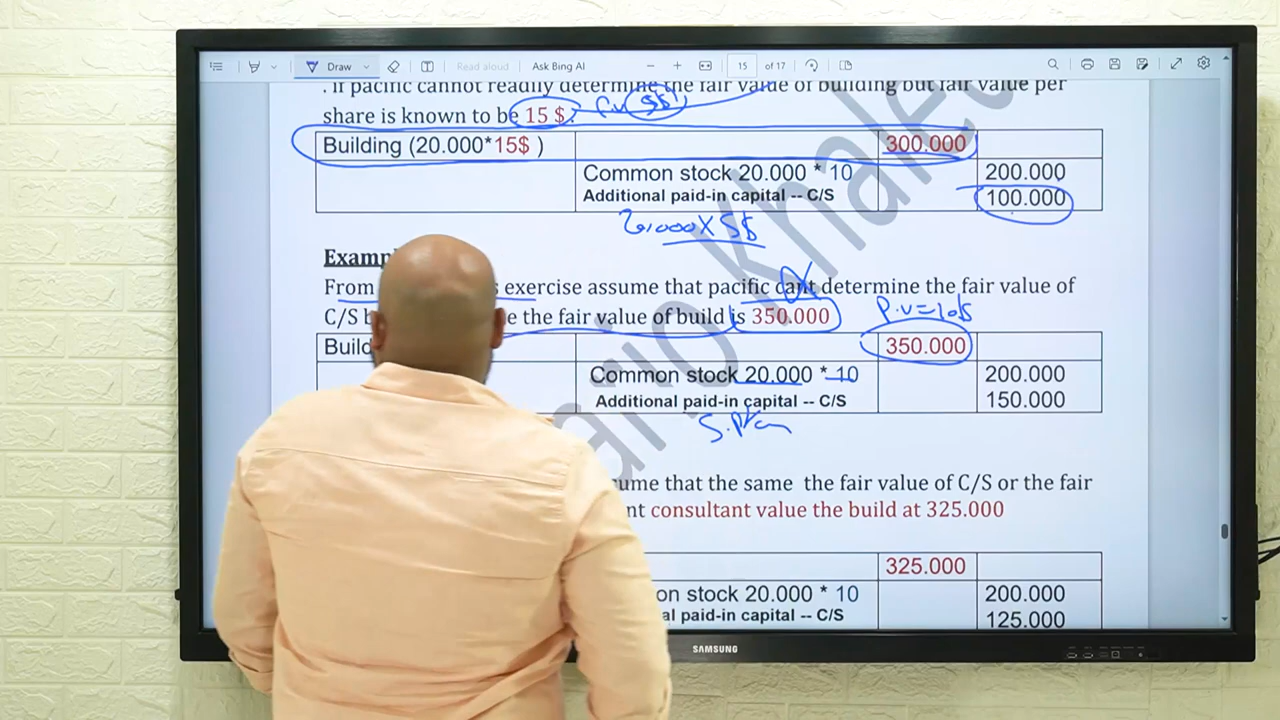 Draw
Read aloud
Ask Bing AI
15 of 17
. If pacific cannot readily determine the fair value of building but fair value per
share is known to be 15 $.
Building (20.000*15$ ) 300.000
Common stock 20.000 * 10 200.000
Additional paid-in capital -- C/S 100.000
20.000 X 5$
Exam
From exercise assume that pacific cant determine the fair value of
C/S the fair value of build is 350.000
P.V=10$
Build 350.000
Common stock 20.000 * 10 200.000
Additional paid-in capital -- C/S 150.000
ume that the same the fair value of C/S or the fair
nt consultant value the build at 325.000
325.000
on stock 20.000 * 10 200.000
al paid-in capital -- C/S 125.000
ario Khale
SAMSUNG